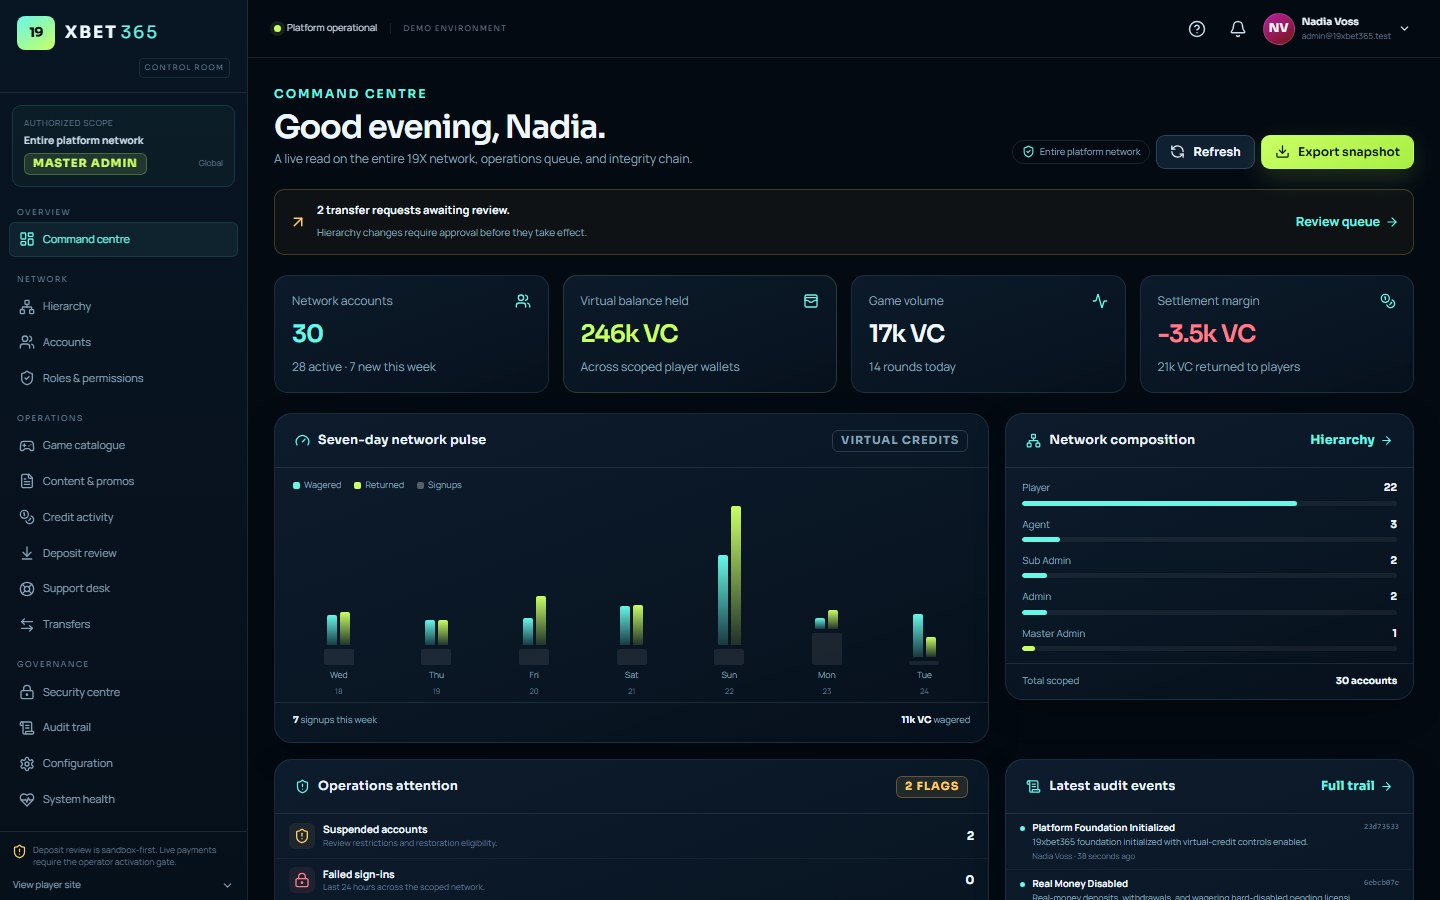 19 XBET 365
CONTROL ROOM
AUTHORIZED SCOPE
Entire platform network
MASTER ADMIN Global
OVERVIEW
Command centre
NETWORK
Hierarchy
Accounts
Roles & permissions
OPERATIONS
Game catalogue
Content & promos
Credit activity
Deposit review
Support desk
Transfers
GOVERNANCE
Security centre
Audit trail
Configuration
System health
Deposit review is sandbox-first. Live payments
require the operator activation gate.
View player site
Platform operational DEMO ENVIRONMENT
NV Nadia Voss
admin@19xbet365.test
COMMAND CENTRE
Good evening, Nadia.
A live read on the entire 19X network, operations queue, and integrity chain.
Entire platform network Refresh Export snapshot
2 transfer requests awaiting review.
Hierarchy changes require approval before they take effect.
Review queue
Network accounts
30
28 active · 7 new this week
Virtual balance held
246k VC
Across scoped player wallets
Game volume
17k VC
14 rounds today
Settlement margin
-3.5k VC
21k VC returned to players
Seven-day network pulse VIRTUAL CREDITS
Wagered Returned Signups
Wed Thu Fri Sat Sun Mon Tue
18 19 20 21 22 23 24
7 signups this week 11k VC wagered
Network composition Hierarchy
Player 22
Agent 3
Sub Admin 2
Admin 2
Master Admin 1
Total scoped 30 accounts
Operations attention 2 FLAGS
Suspended accounts 2
Review restrictions and restoration eligibility.
Failed sign-ins 0
Last 24 hours across the scoped network.
Latest audit events Full trail
Platform Foundation Initialized 23d73533
19xbet365 foundation initialized with virtual-credit controls enabled.
Nadia Voss · 38 seconds ago
Real Money Disabled 6ebcb07e
Real-money deposits, withdrawals, and wagering hard-disabled pending licensi